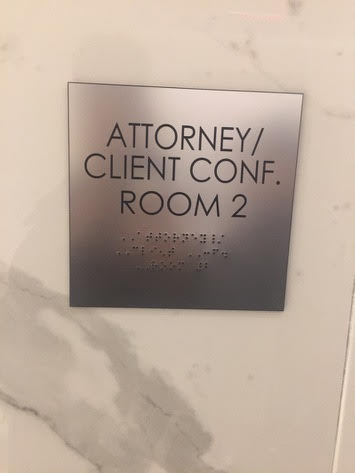 ATTORNEY/
CLIENT CONF.
ROOM 2